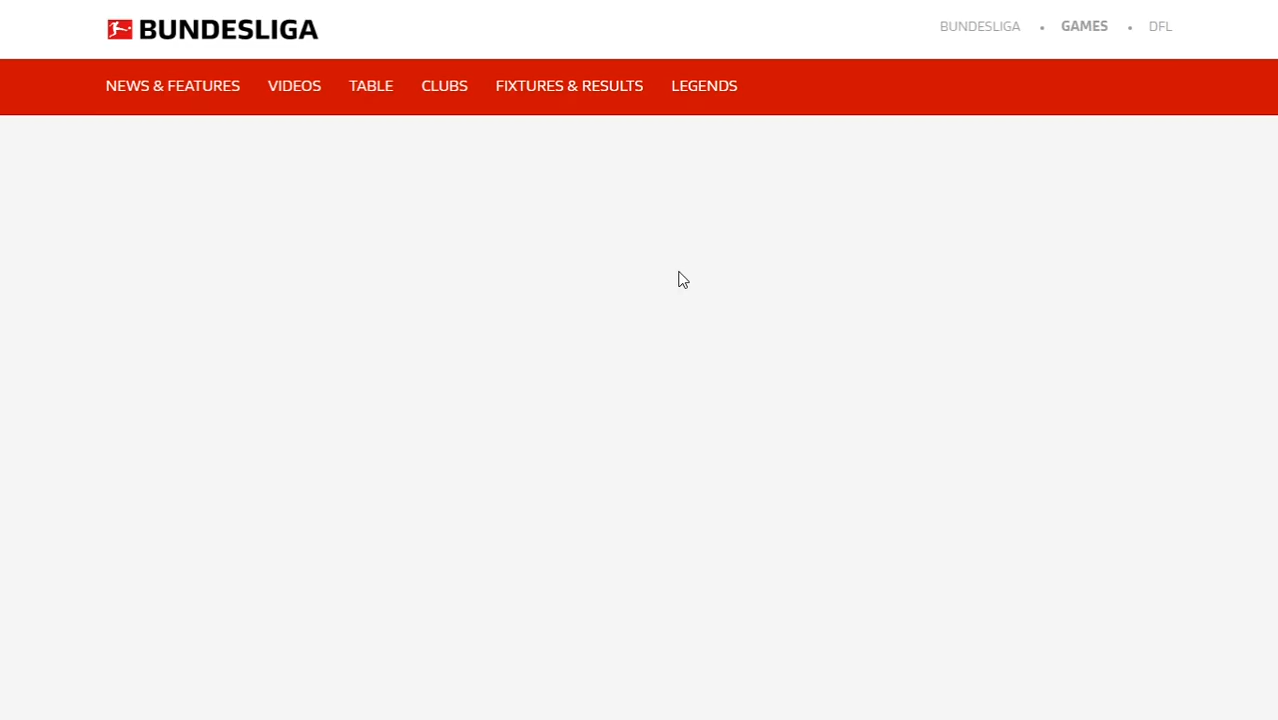 BUNDESLIGA
BUNDESLIGA • GAMES • DFL
NEWS & FEATURES VIDEOS TABLE CLUBS FIXTURES & RESULTS LEGENDS